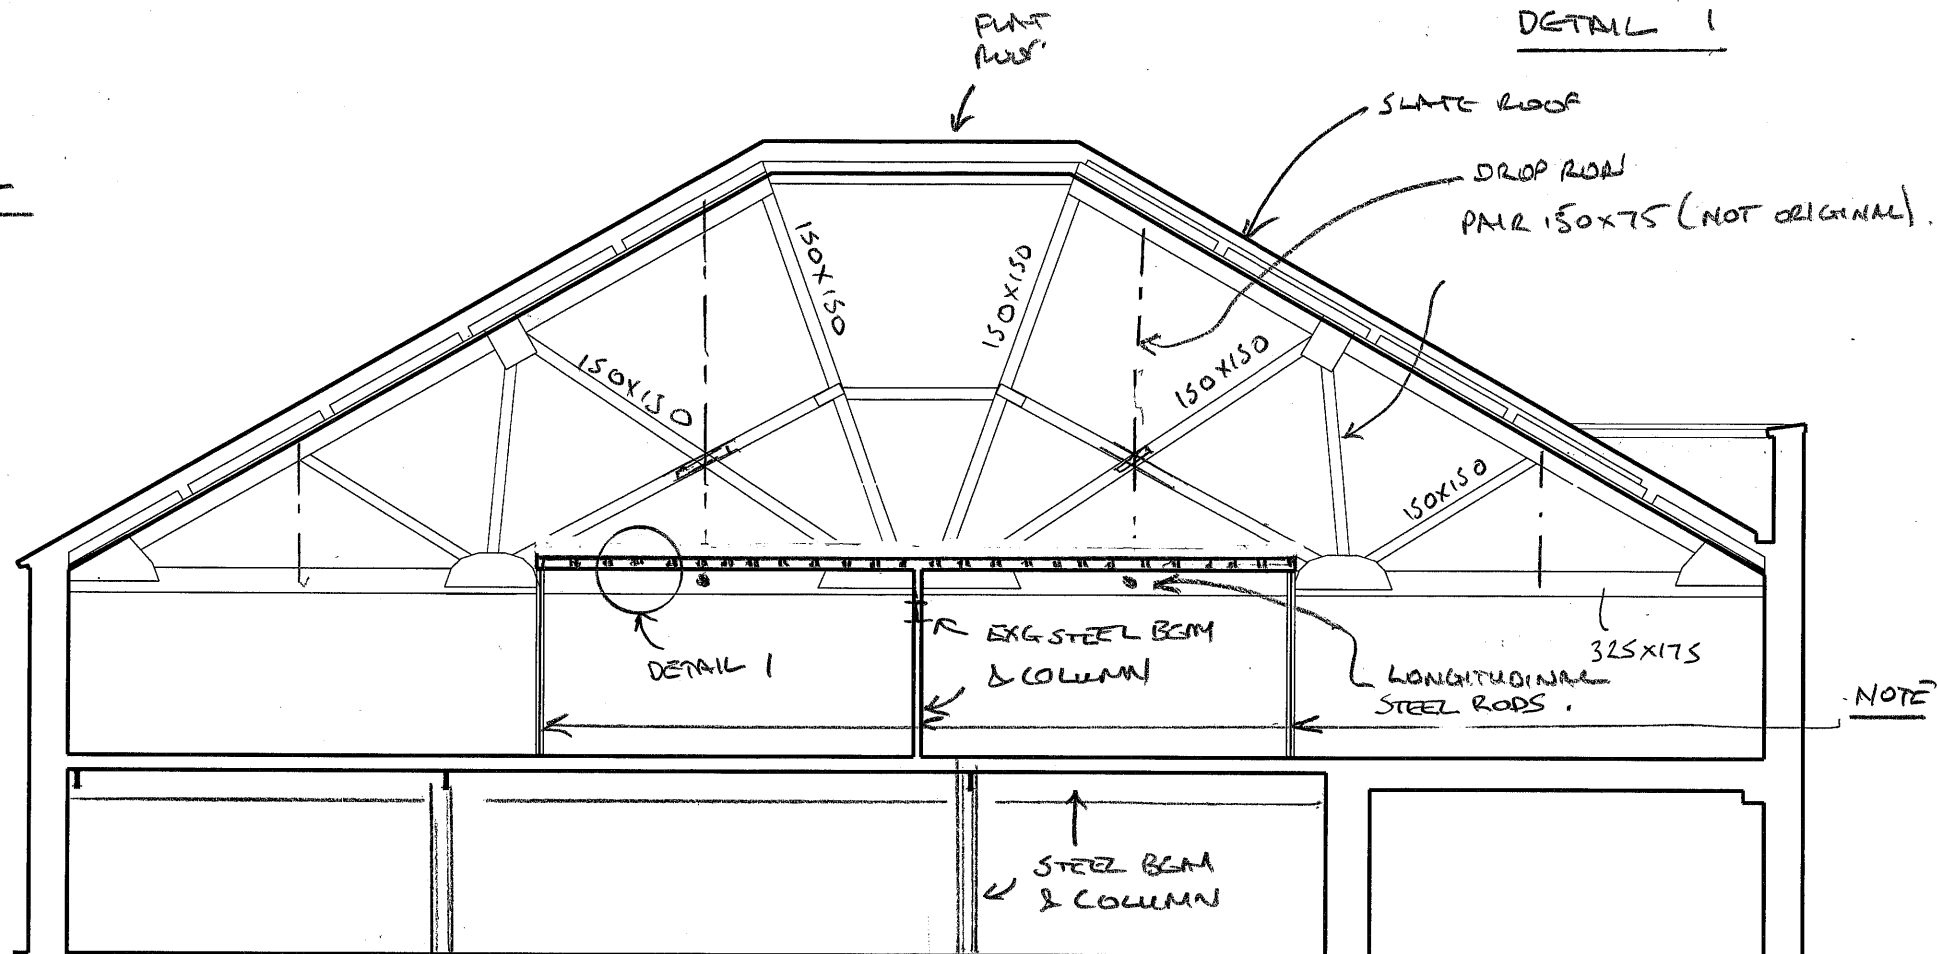 FLAT
ROOF
DETAIL 1
SLATE ROOF
DROP ROD
PAIR 150X75 (NOT ORIGINAL).
150X150
150X150
150X150
150X150
150X150
325X175
EXG STEEL BEAM
& COLUMN
DETAIL 1
LONGITUDINAL
STEEL RODS.
NOTE
STEEL BEAM
& COLUMN